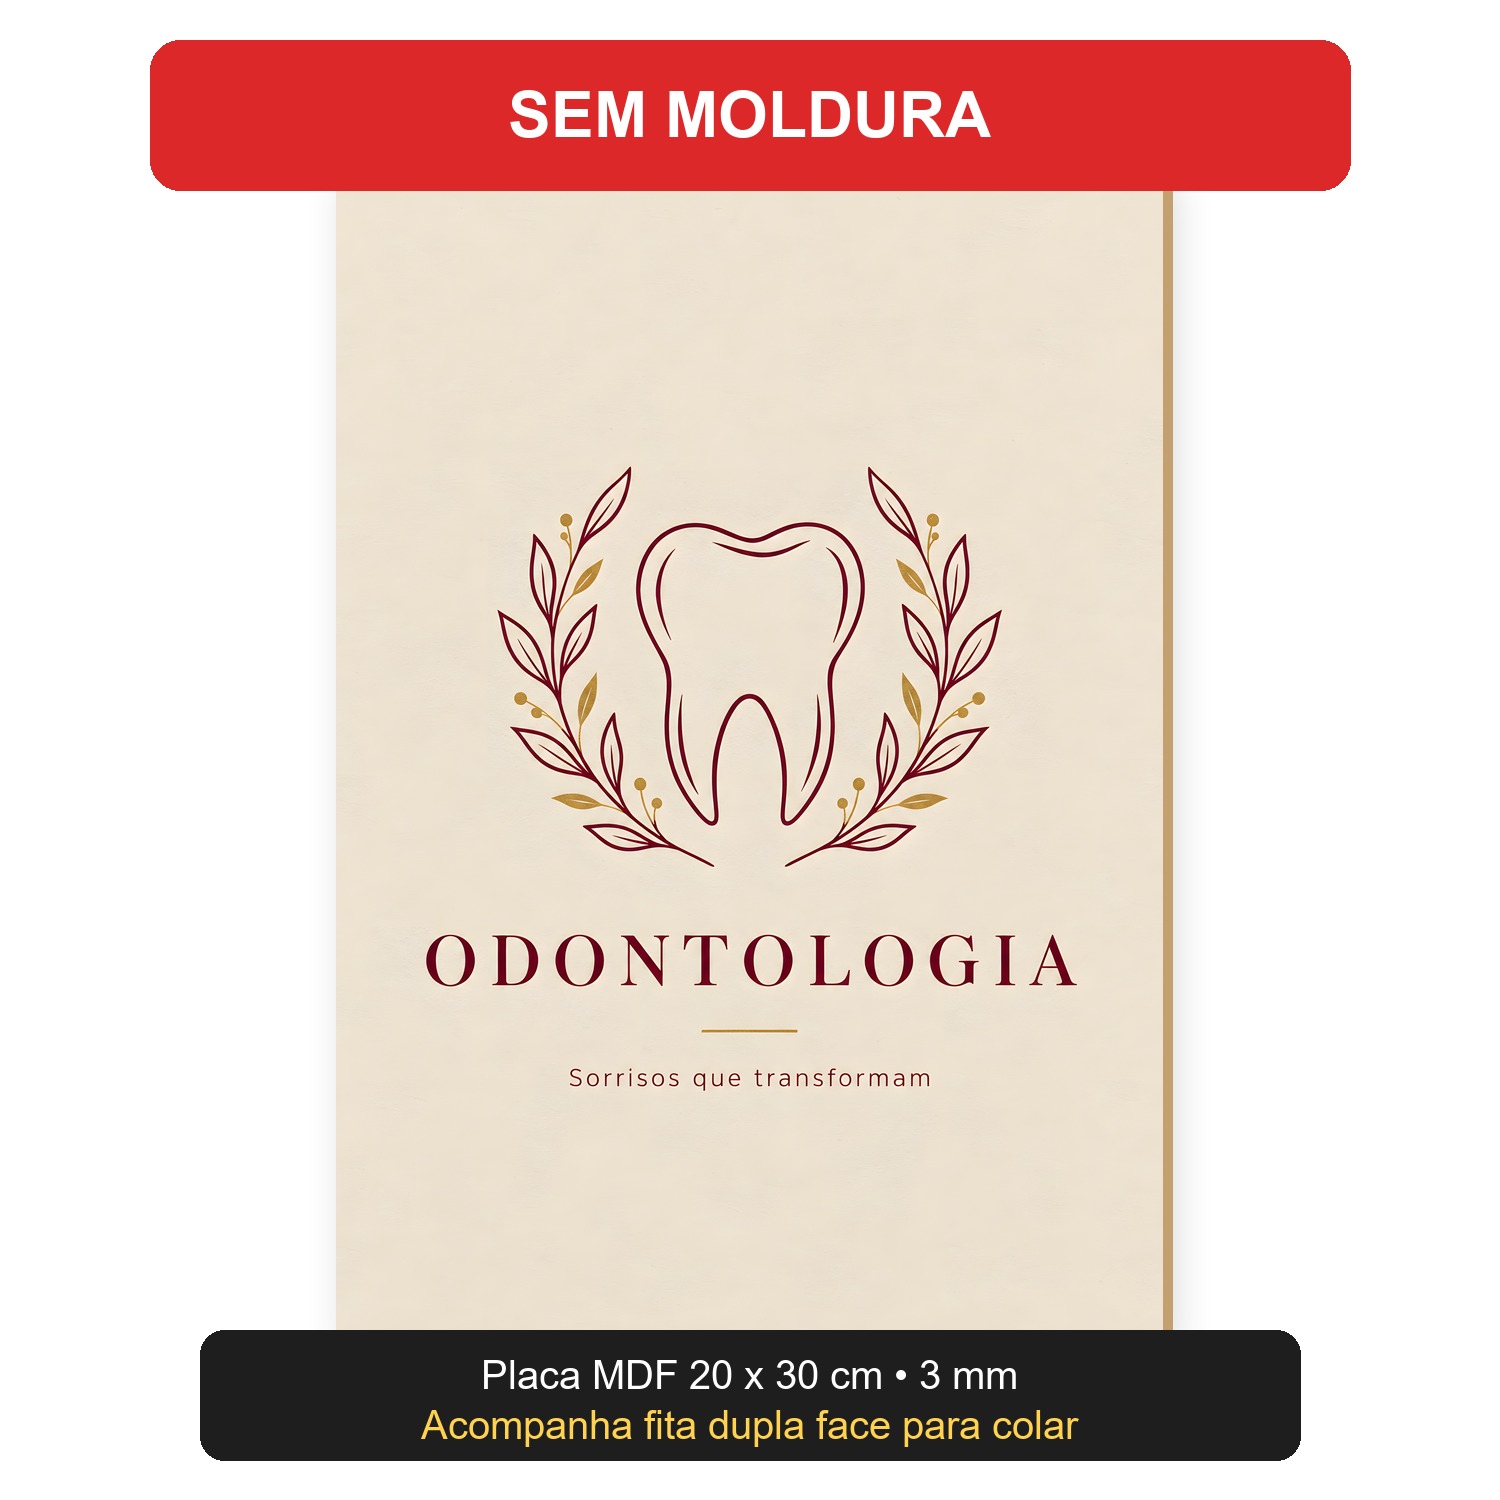 SEM MOLDURA
ODONTOLOGIA
Sorrisos que transformam
Placa MDF 20 x 30 cm • 3 mm
Acompanha fita dupla face para colar